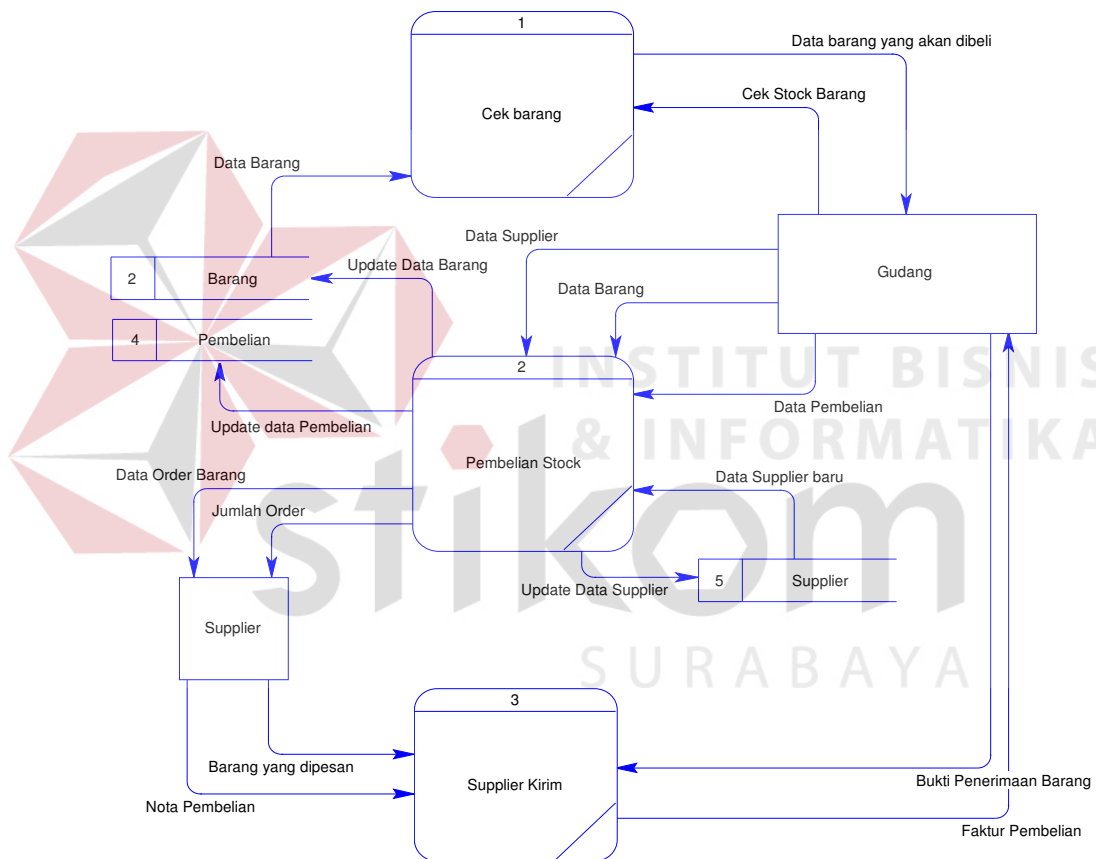 1
Data barang yang akan dibeli
Cek Stock Barang
Cek barang
Data Barang
Data Supplier
Update Data Barang
Gudang
2
Barang
Data Barang
4
Pembelian
2
INSTITUT BISNIS
Data Pembelian
Update data Pembelian
& INFORMATIKA
Pembelian Stock
Data Order Barang
Data Supplier baru
Jumlah Order
stikom
5
Supplier
Update Data Supplier
Supplier
SURABAYA
3
Barang yang dipesan
Supplier Kirim
Bukti Penerimaan Barang
Nota Pembelian
Faktur Pembelian